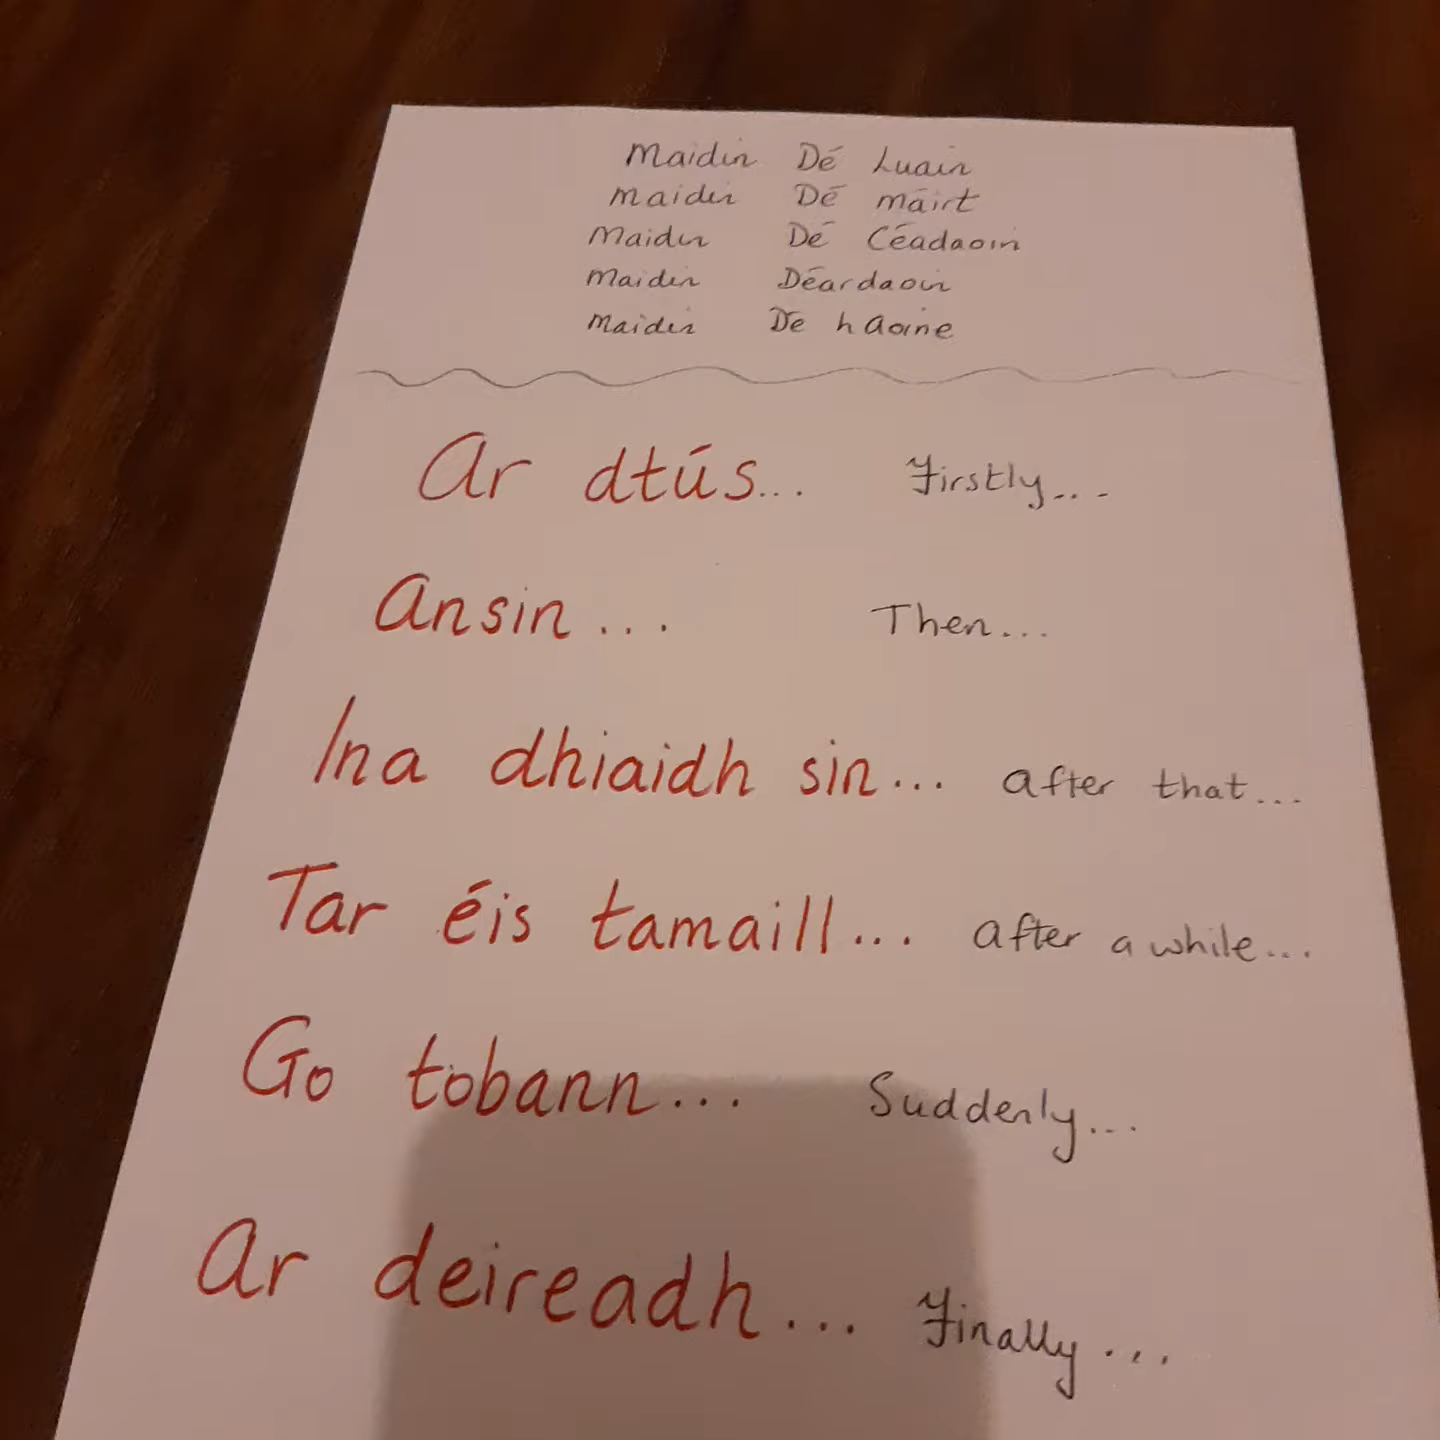 Maidin Dé Luain
Maidin Dé Máirt
Maidin Dé Céadaoin
Maidin Déardaoin
Maidin Dé hAoine
Ar dtús... Firstly...
Ansin... Then...
Ina dhiaidh sin... after that...
Tar éis tamaill... after a while...
Go tobann... Suddenly...
Ar deireadh... Finally...